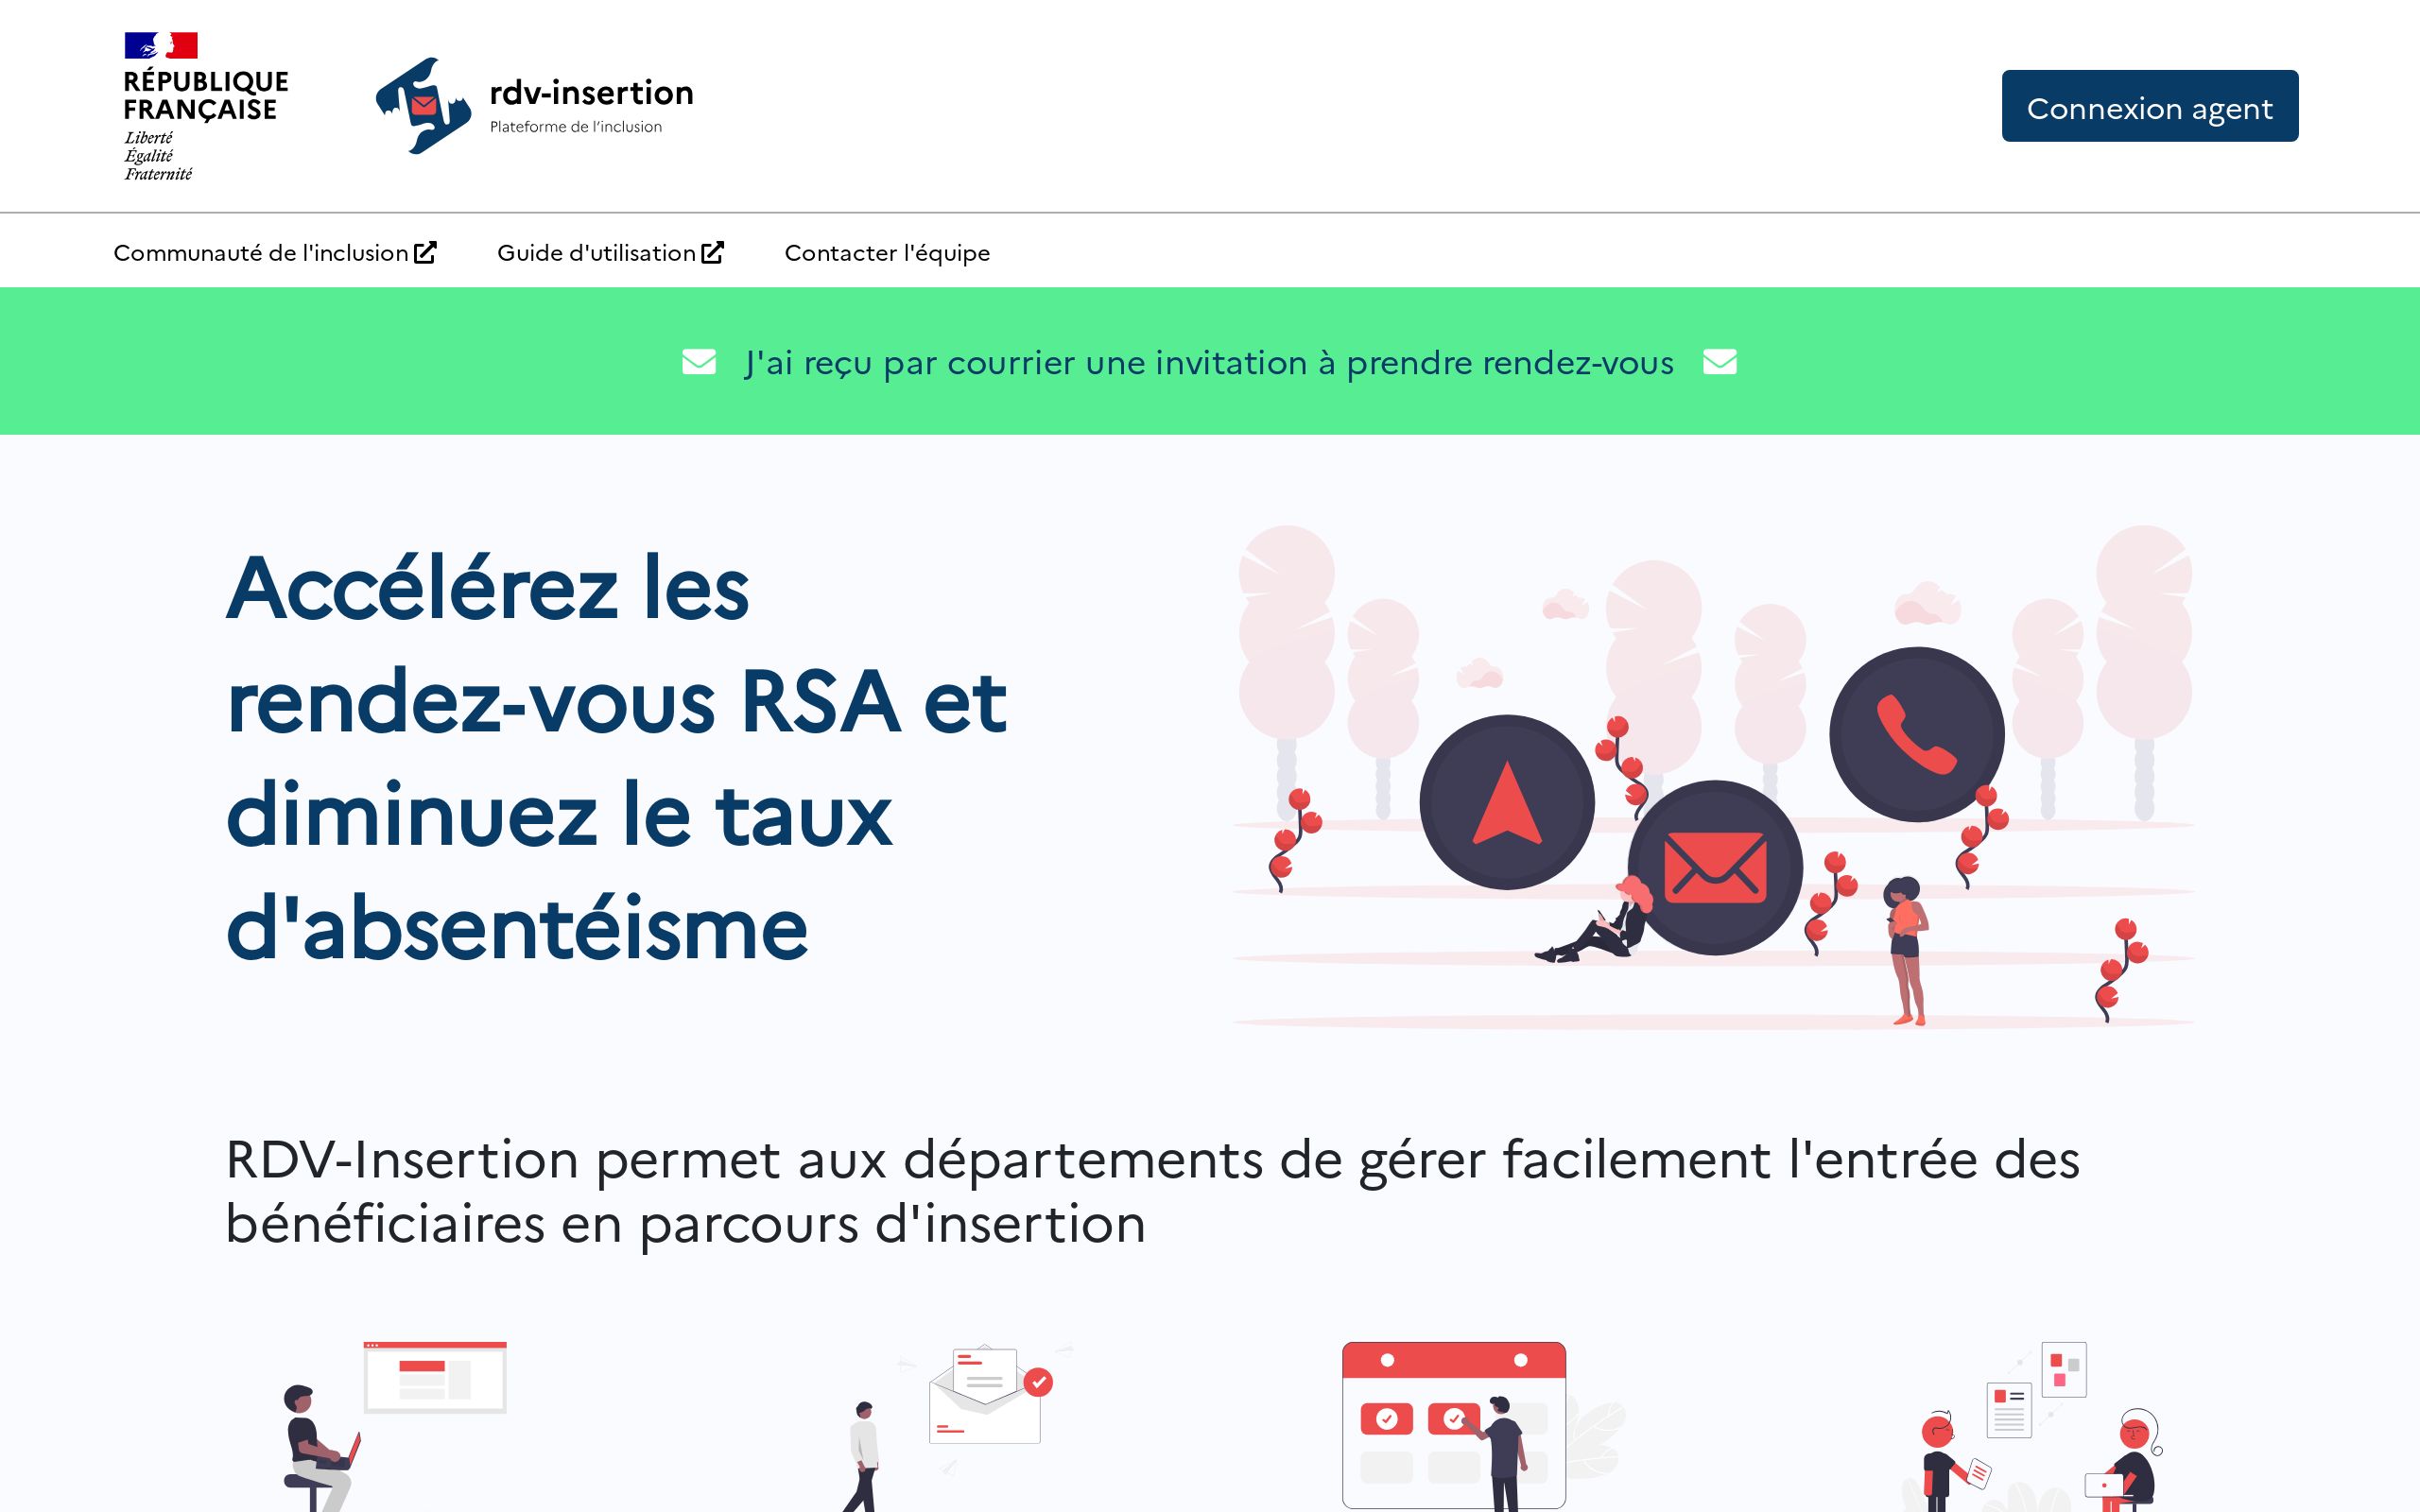 RÉPUBLIQUE
FRANÇAISE
Liberté
Égalité
Fraternité
rdv-insertion
Plateforme de l'inclusion
Connexion agent
Communauté de l'inclusion
Guide d'utilisation
Contacter l'équipe
J'ai reçu par courrier une invitation à prendre rendez-vous
Accélérez les
rendez-vous RSA et
diminuez le taux
d'absentéisme
RDV-Insertion permet aux départements de gérer facilement l'entrée des
bénéficiaires en parcours d'insertion